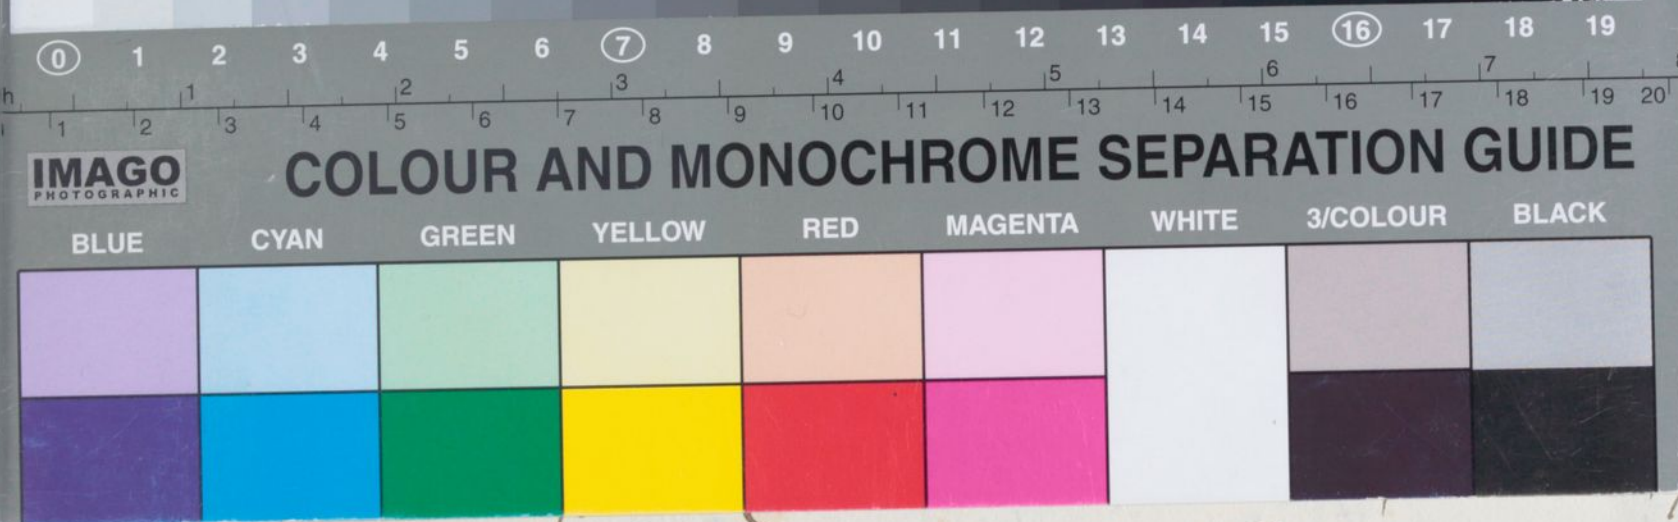 0 1 2 3 4 5 6 7 8 9 10 11 12 13 14 15 16 17 18 19
1 2 3 4 5 6 7
1 2 3 4 5 6 7 8 9 10 11 12 13 14 15 16 17 18 19 20
IMAGO
PHOTOGRAPHIC
COLOUR AND MONOCHROME SEPARATION GUIDE
BLUE CYAN GREEN YELLOW RED MAGENTA WHITE 3/COLOUR BLACK